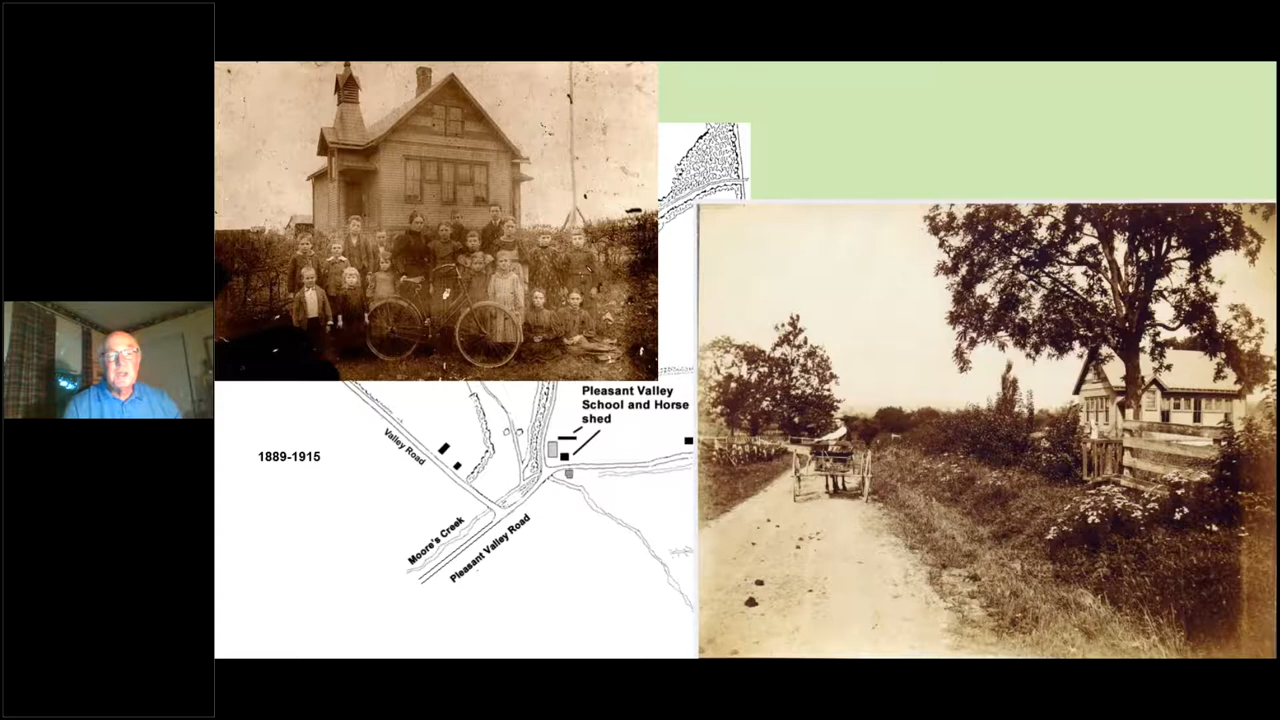 Pleasant Valley
School and Horse
shed
1889-1915
Valley Road
Moore's Creek
Pleasant Valley Road